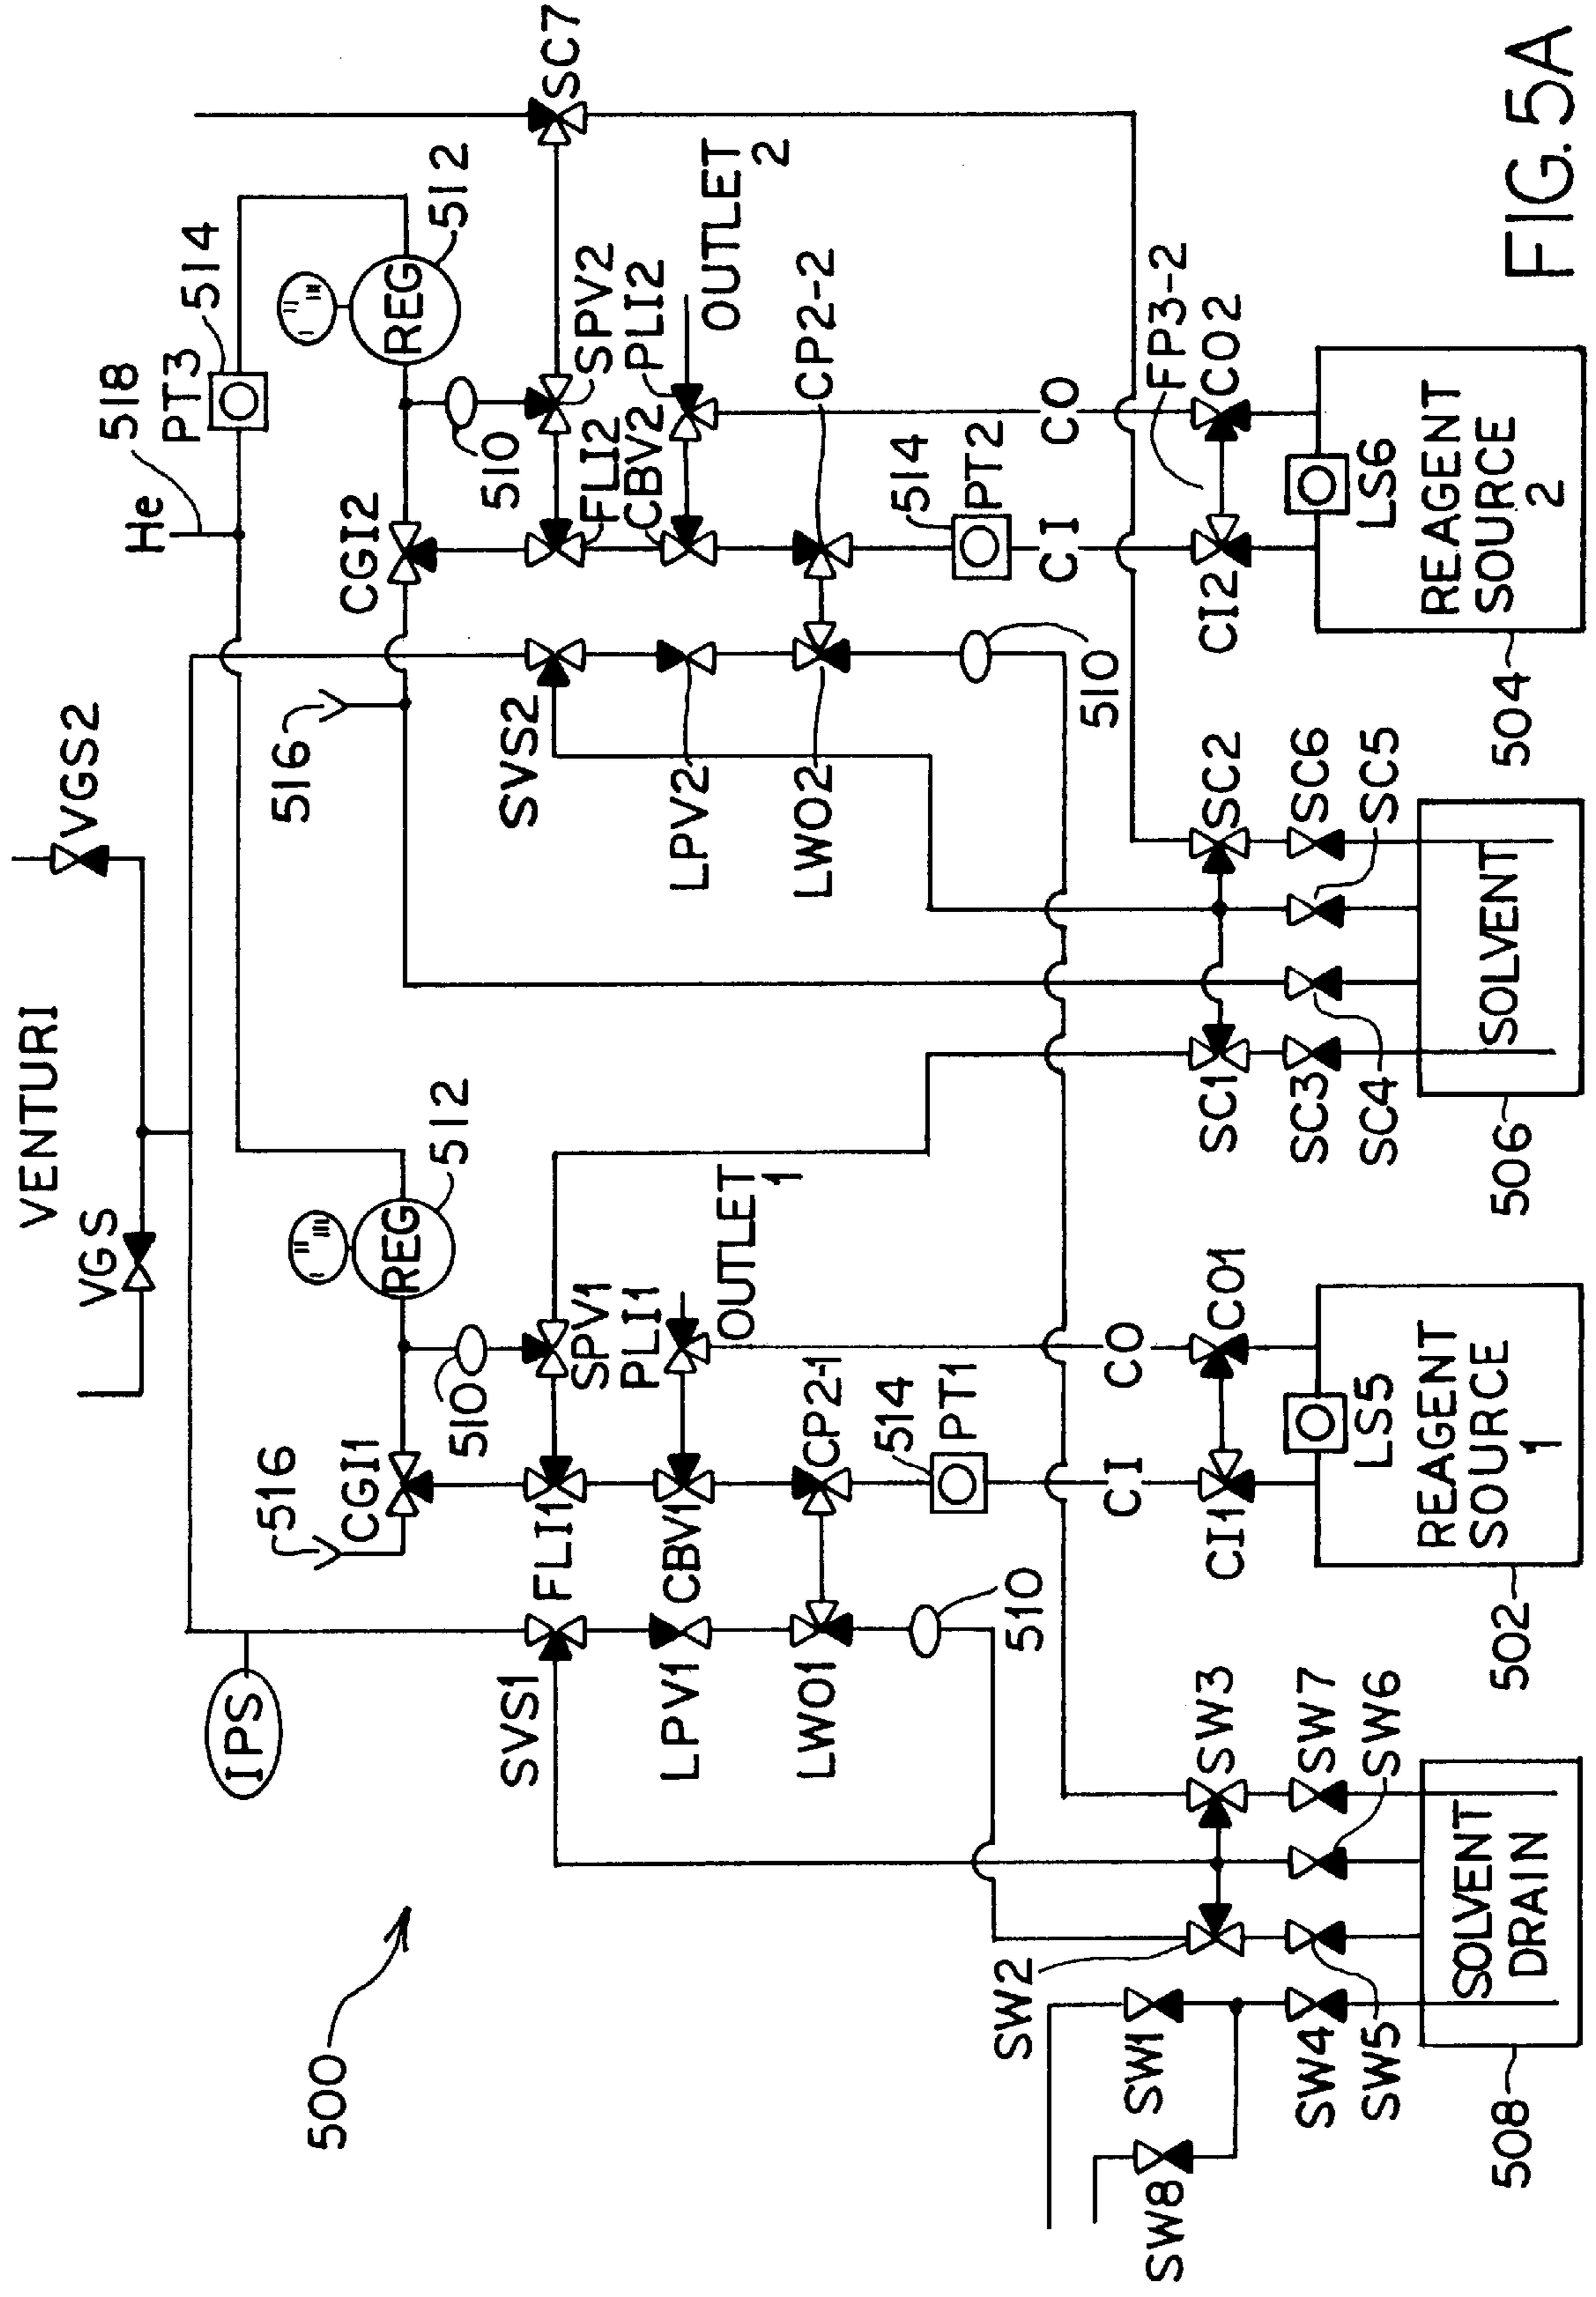 VENTURI
VGS
VGS2
He
518
PT3
514
IPS
516
516
REG
512
REG
512
CGI1
CGI2
510
510
SVS1
FLI1
SPV1
SVS2
FLI2
SPV2
SC7
LPV1
CBV1
PLI1
OUTLET
1
LPV2
CBV2
PLI2
OUTLET
2
LWO1
CP2-1
LWO2
CP2-2
510
514
PT1
510
514
PT2
500
CI
CO
CI
CO
FP3-2
SW2
SW1
SW8
SW3
CI1
CO1
SC1
SC2
CI2
CO2
SW4
SW5
SW7
SW6
SC3
SC4
SC6
SC5
LS5
LS6
SOLVENT
DRAIN
REAGENT
SOURCE
1
SOLVENT
REAGENT
SOURCE
2
508
502
506
504
FIG.5A